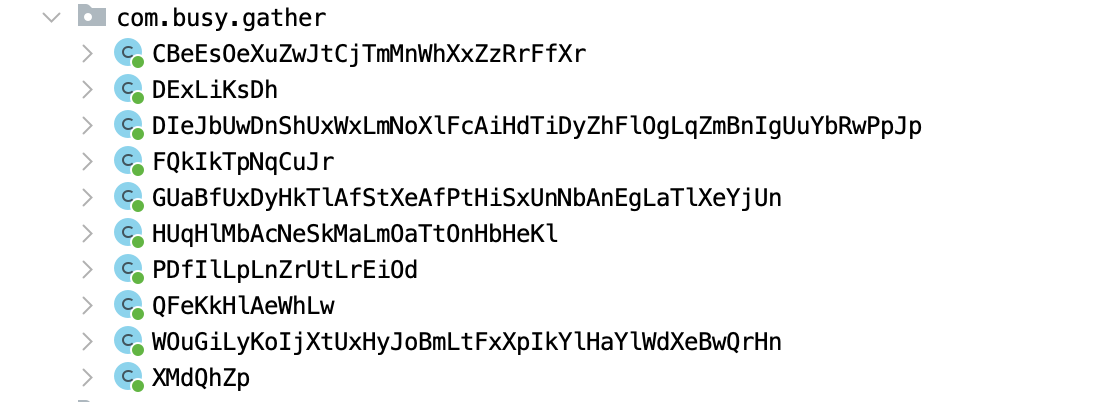 com.busy.gather
CBeEsOeXuZwJtCjTmMnWhXxZzRrFfXr
DExLiKsDh
DIeJbUwDnShUxWxLmNoXlFcAiHdTiDyZhFlOgLqZmBnIgUuYbRwPpJp
FQkIkTpNqCuJr
GUaBfUxDyHkTlAfStXeAfPtHiSxUnNbAnEgLaTlXeYjUn
HUqHlMbAcNeSkMaLmOaTtOnHbHeKl
PDfIlLpLnZrUtLrEiOd
QFeKkHlAeWhLw
WOuGiLyKoIjXtUxHyJoBmLtFxXpIkYlHaYlWdXeBwQrHn
XMdQhZp